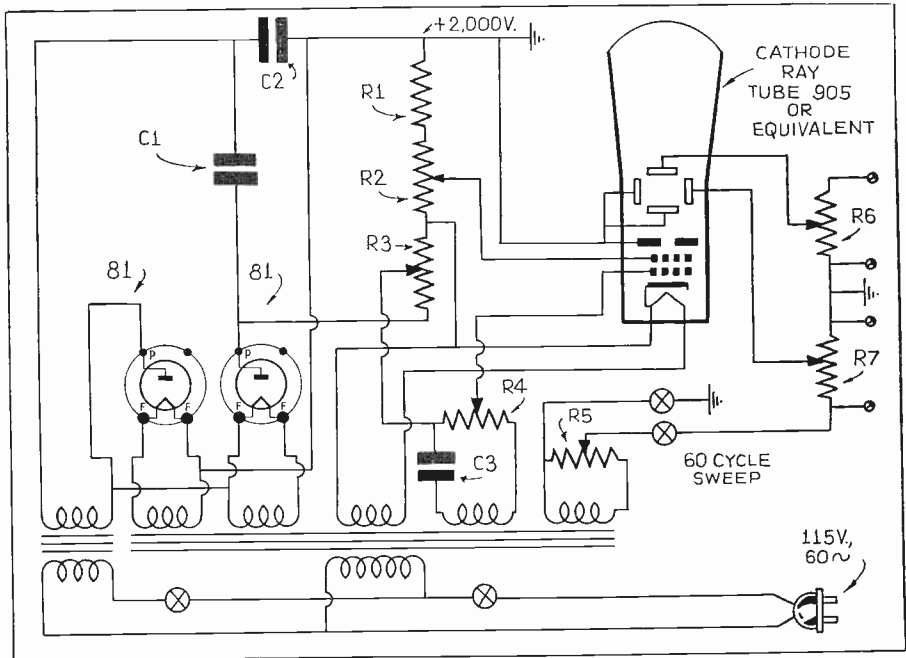 +2,000V.
C2
R1
C1
R2
R3
CATHODE
RAY
TUBE 905
OR
EQUIVALENT
R6
81
81
P
P
F
F
F
F
R4
R7
R5
C3
60 CYCLE
SWEEP
115V.,
60~